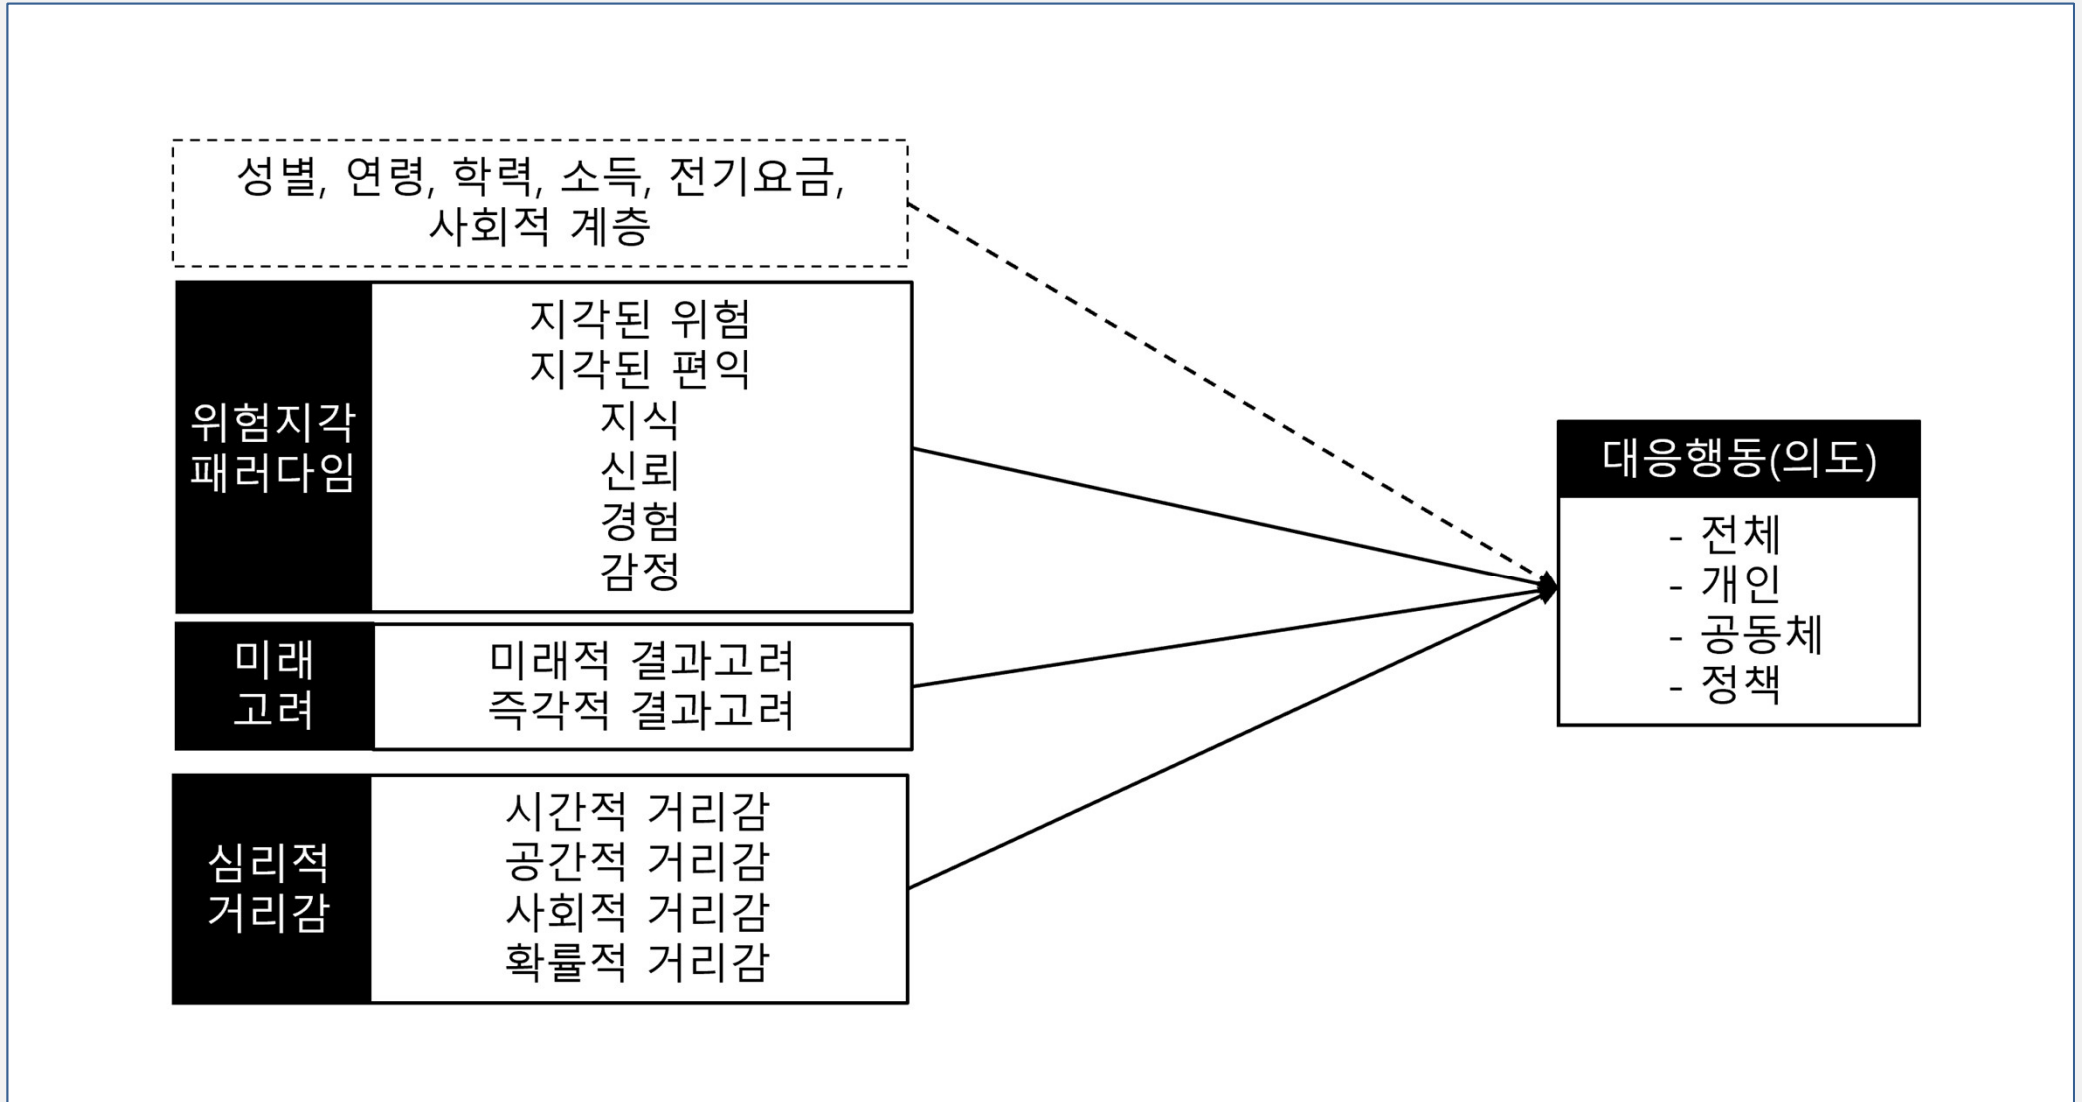 성별, 연령, 학력, 소득, 전기요금,
사회적 계층
위험지각
패러다임
지각된 위험
지각된 편익
지식
신뢰
경험
감정
미래
고려
미래적 결과고려
즉각적 결과고려
심리적
거리감
시간적 거리감
공간적 거리감
사회적 거리감
확률적 거리감
대응행동(의도)
- 전체
- 개인
- 공동체
- 정책